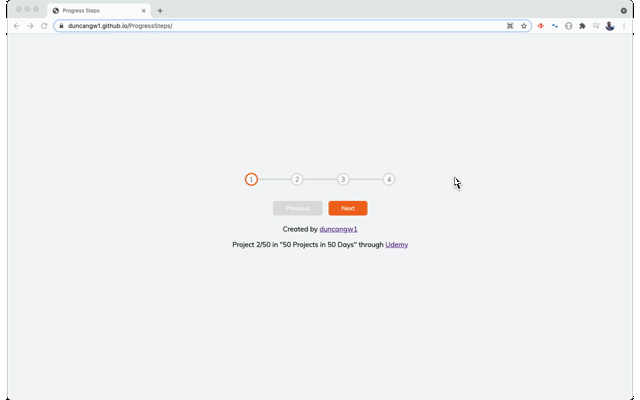 Progress Steps
duncangw1.github.io/ProgressSteps/
1 2 3 4
Previous Next
Created by duncangw1
Project 2/50 in "50 Projects in 50 Days" through Udemy